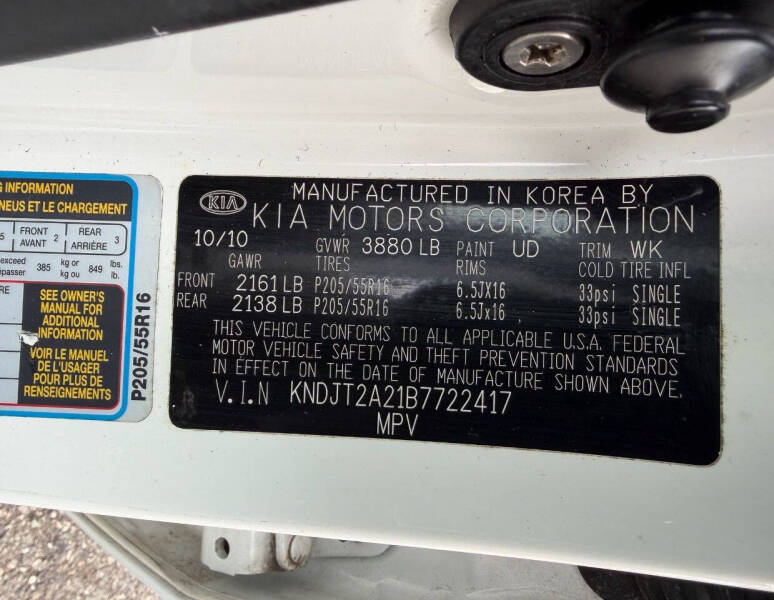 G INFORMATION
NEUS ET LE CHARGEMENT
5 FRONT AVANT 2 REAR ARRIÈRE 3
exceed
épasser 385 kg or kg ou 849 lbs. lb.
RE SEE OWNER'S
MANUAL FOR
ADDITIONAL
INFORMATION
VOIR LE MANUEL
DE L'USAGER
POUR PLUS DE
RENSEIGNEMENTS
P205/55R16
KIA MANUFACTURED IN KOREA BY
KIA MOTORS CORPORATION
10/10 GVWR 3880 LB PAINT UD TRIM WK
GAWR TIRES RIMS COLD TIRE INFL
FRONT 2161 LB P205/55R16 6.5JX16 33psi SINGLE
REAR 2138 LB P205/55R16 6.5Jx16 33psi SINGLE
THIS VEHICLE CONFORMS TO ALL APPLICABLE U.S.A. FEDERAL
MOTOR VEHICLE SAFETY AND THEFT PREVENTION STANDARDS
IN EFFECT ON THE DATE OF MANUFACTURE SHOWN ABOVE.
V.I.N KNDJT2A21B7722417
MPV